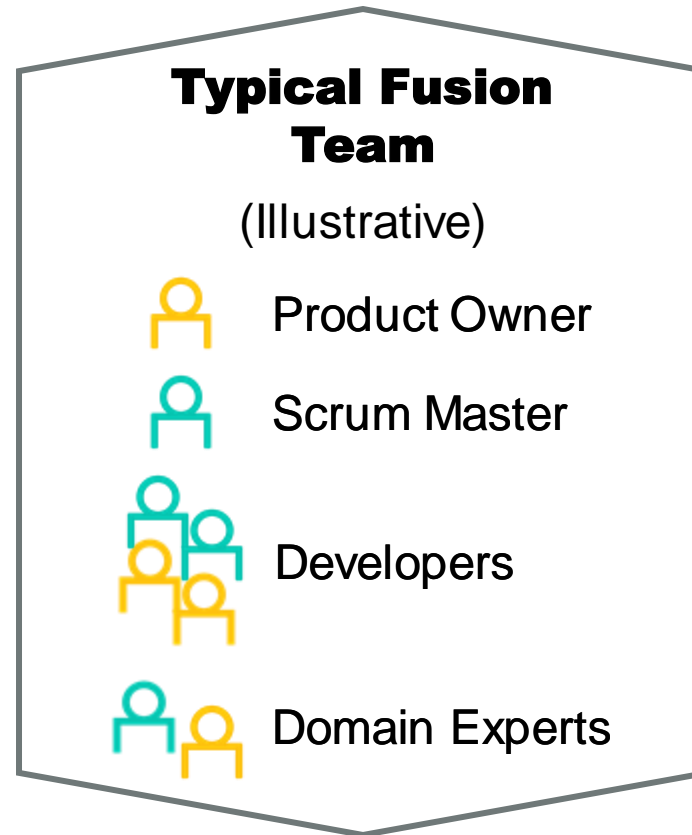 Typical Fusion
Team
(Illustrative)
Product Owner
Scrum Master
Developers
Domain Experts